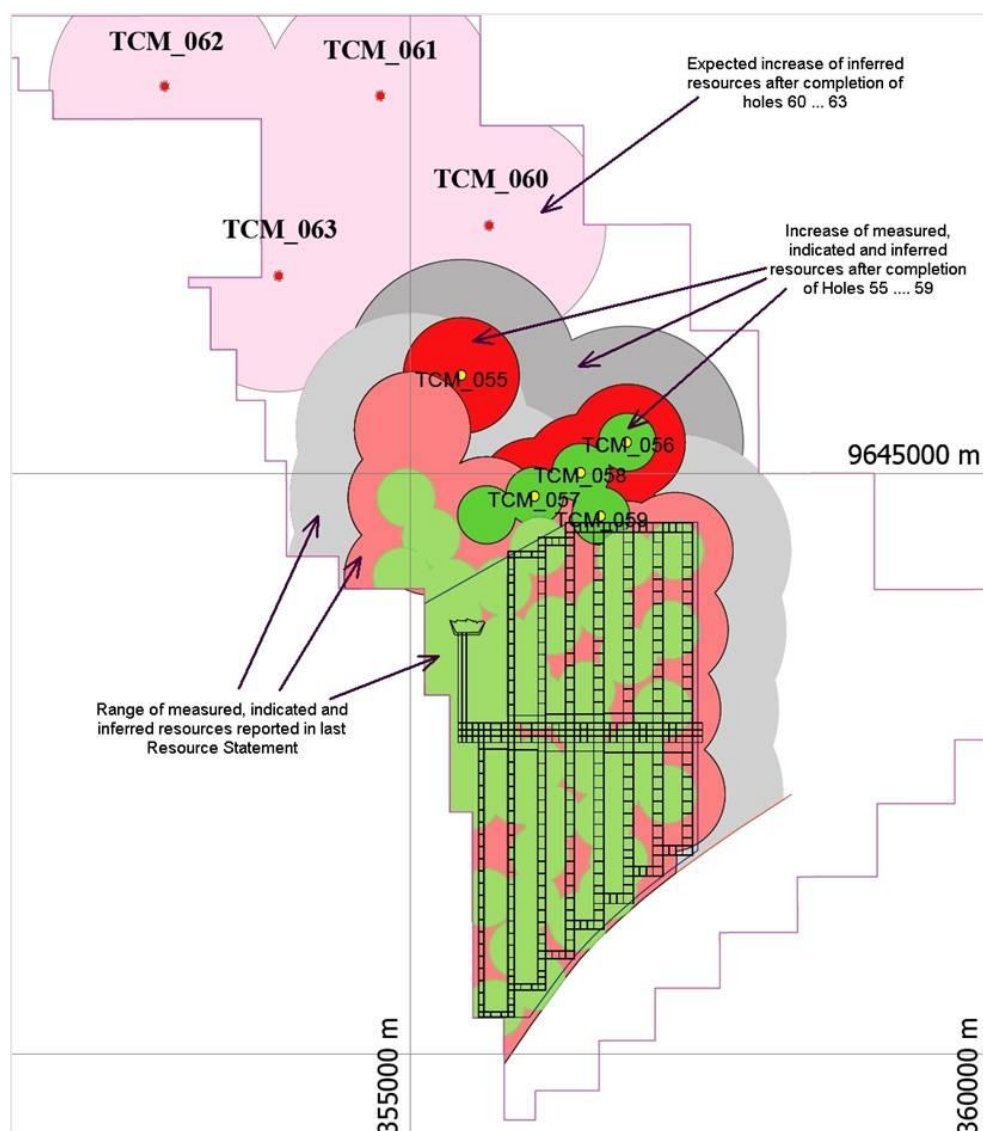 TCM_062
TCM_061
Expected increase of inferred
resources after completion of
holes 60 ... 63
TCM_060
TCM_063
Increase of measured,
indicated and inferred
resources after completion
of Holes 55 .... 59
TCM_055
TCM_056
9645000 m
TCM_058
TCM_057
TCM_059
Range of measured, indicated and
inferred resources reported in last
Resource Statement
355000 m
360000 m